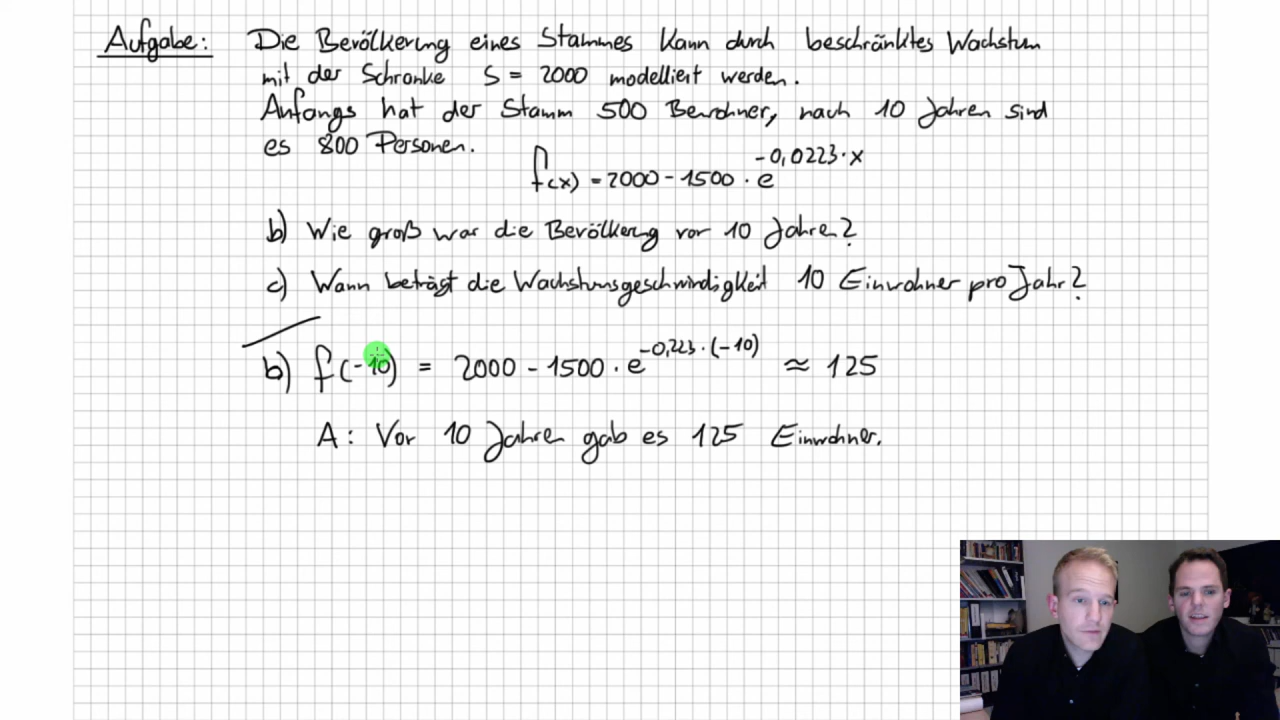 Aufgabe: Die Bevölkerung eines Stammes kann durch beschränktes Wachstum
mit der Schranke S = 2000 modelliert werden.
Anfangs hat der Stamm 500 Bewohner, nach 10 Jahren sind
es 800 Personen.
f(x) = 2000 - 1500 · e^-0,0223·x
b) Wie groß war die Bevölkerung vor 10 Jahren?
c) Wann beträgt die Wachstumsgeschwindigkeit 10 Einwohner pro Jahr?
b) f(-10) = 2000 - 1500 · e^-0,223·(-10) ≈ 125
A: Vor 10 Jahren gab es 125 Einwohner.